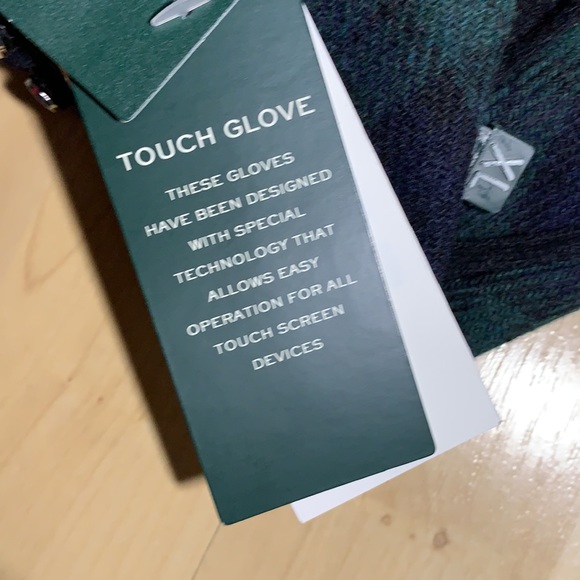 TOUCH GLOVE
THESE GLOVES
HAVE BEEN DESIGNED
WITH SPECIAL
TECHNOLOGY THAT
ALLOWS EASY
OPERATION FOR ALL
TOUCH SCREEN
DEVICES